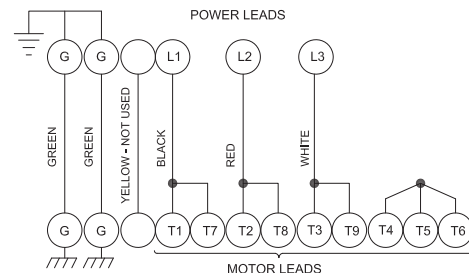 POWER LEADS
G G L1 L2 L3
GREEN
GREEN
YELLOW - NOT USED
BLACK
RED
WHITE
G G T1 T7 T2 T8 T3 T9 T4 T5 T6
MOTOR LEADS